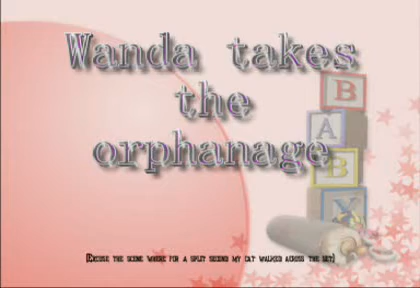 Wanda takes
the
orphanage
B
A
B
Y
(Excuse the scene where for a split second my cat walked across the set)